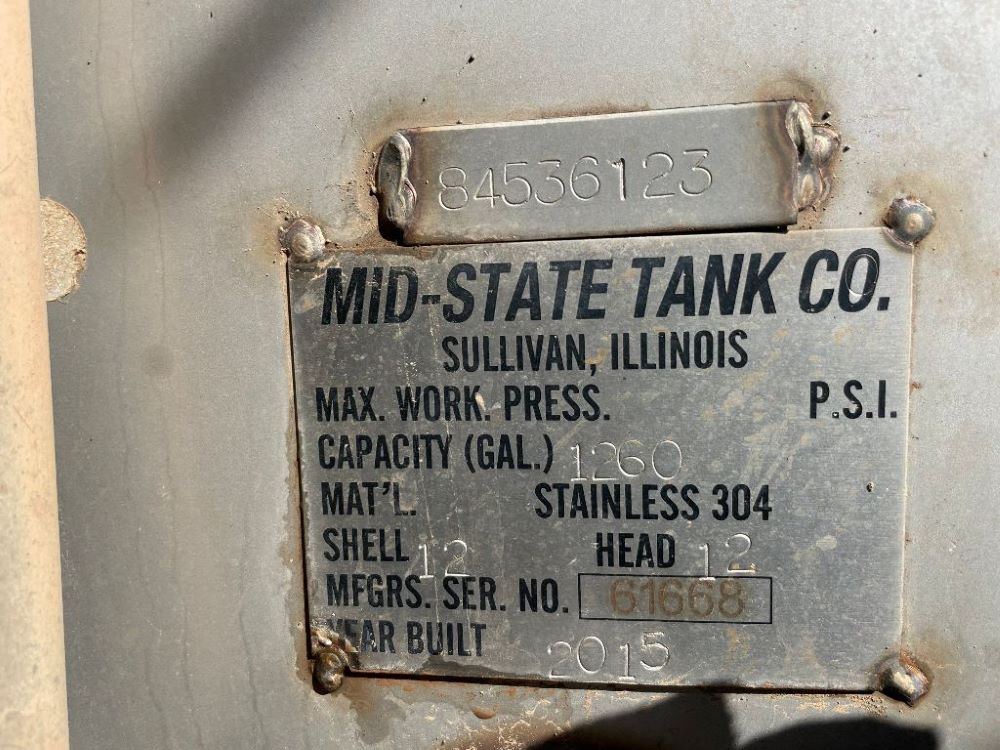 84536123
MID-STATE TANK CO.
SULLIVAN, ILLINOIS
MAX. WORK. PRESS. P.S.I.
CAPACITY (GAL.) 1260
MAT'L. STAINLESS 304
SHELL 12 HEAD 12
MFGRS. SER. NO. 61668
YEAR BUILT 2015